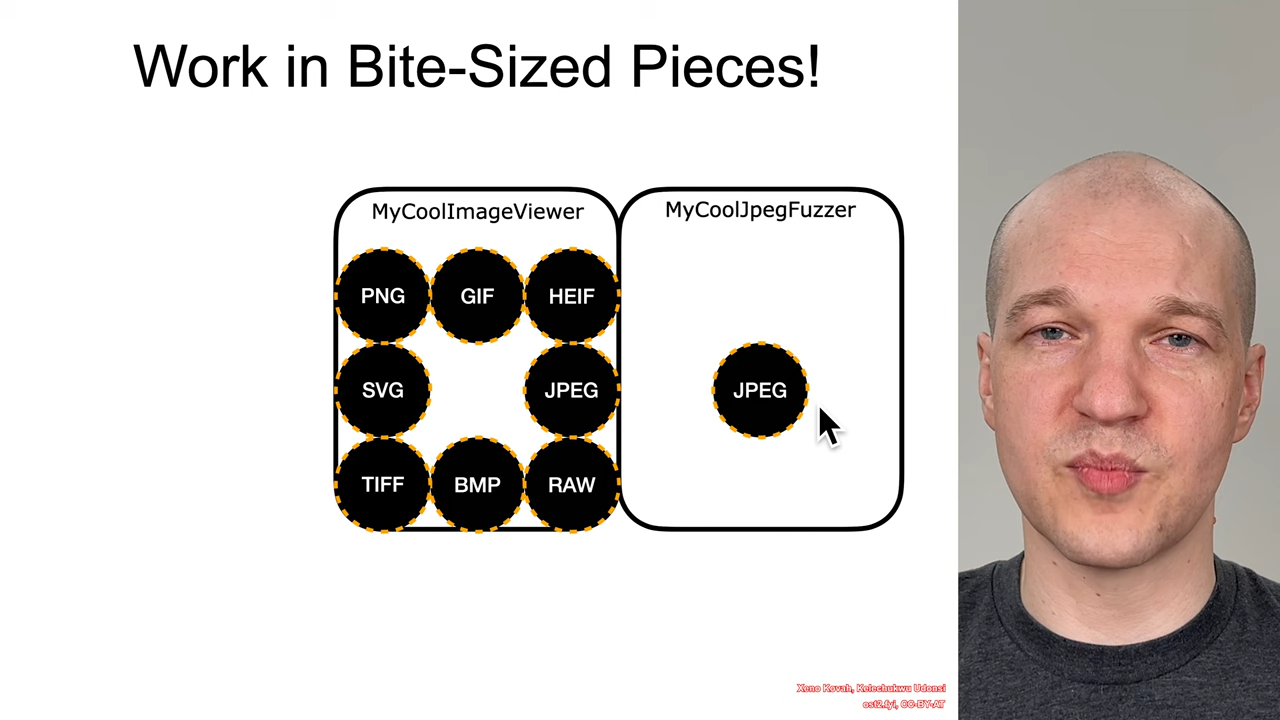 Work in Bite-Sized Pieces!
MyCoolImageViewer
MyCoolJpegFuzzer
PNG
GIF
HEIF
SVG
JPEG
JPEG
TIFF
BMP
RAW
Xeno Kovah, Kelechukwu Udonsi
ost2.fyi, CC-BY-AT